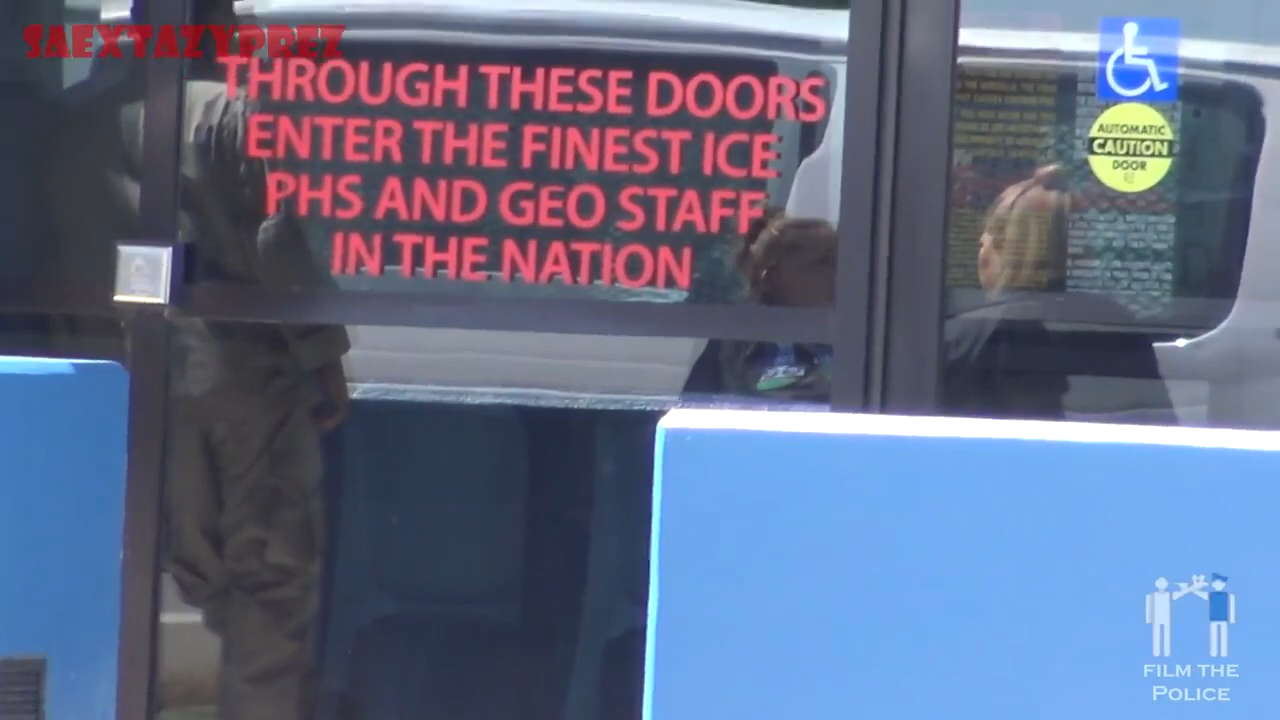 SAEXTAZYPREZ
THROUGH THESE DOORS
ENTER THE FINEST ICE
PHS AND GEO STAFF
IN THE NATION
AUTOMATIC
CAUTION
DOOR
FILM THE
POLICE